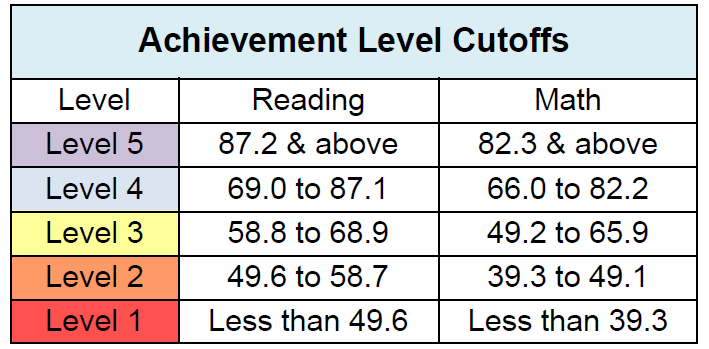 Achievement Level Cutoffs
Level Reading Math
Level 5 87.2 & above 82.3 & above
Level 4 69.0 to 87.1 66.0 to 82.2
Level 3 58.8 to 68.9 49.2 to 65.9
Level 2 49.6 to 58.7 39.3 to 49.1
Level 1 Less than 49.6 Less than 39.3